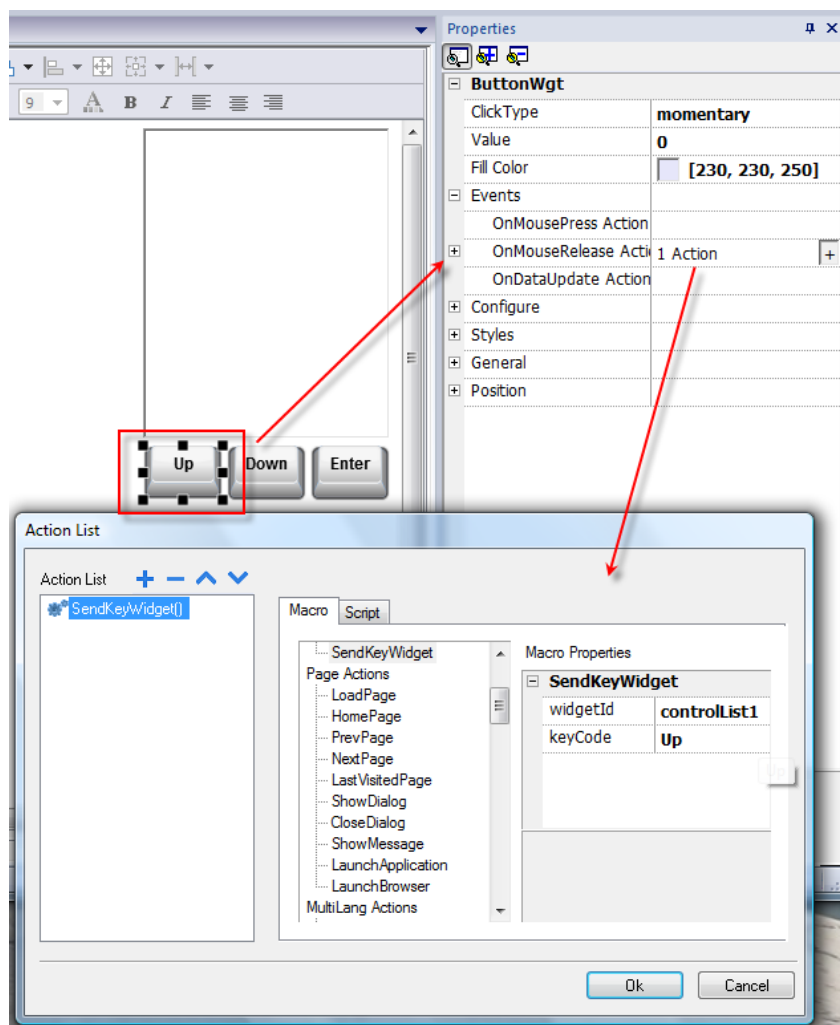 Properties
9 A B I
ButtonWgt
ClickType momentary
Value 0
Fill Color [230, 230, 250]
Events
OnMousePress Action
OnMouseRelease Acti 1 Action +
OnDataUpdate Action
Configure
Styles
General
Position
Up Down Enter
Action List
Action List
SendKeyWidget()
Macro Script
SendKeyWidget
Page Actions
LoadPage
HomePage
PrevPage
NextPage
LastVisitedPage
ShowDialog
CloseDialog
ShowMessage
LaunchApplication
LaunchBrowser
MultiLang Actions
Macro Properties
SendKeyWidget
widgetId controlList1
keyCode Up
Up
Ok Cancel